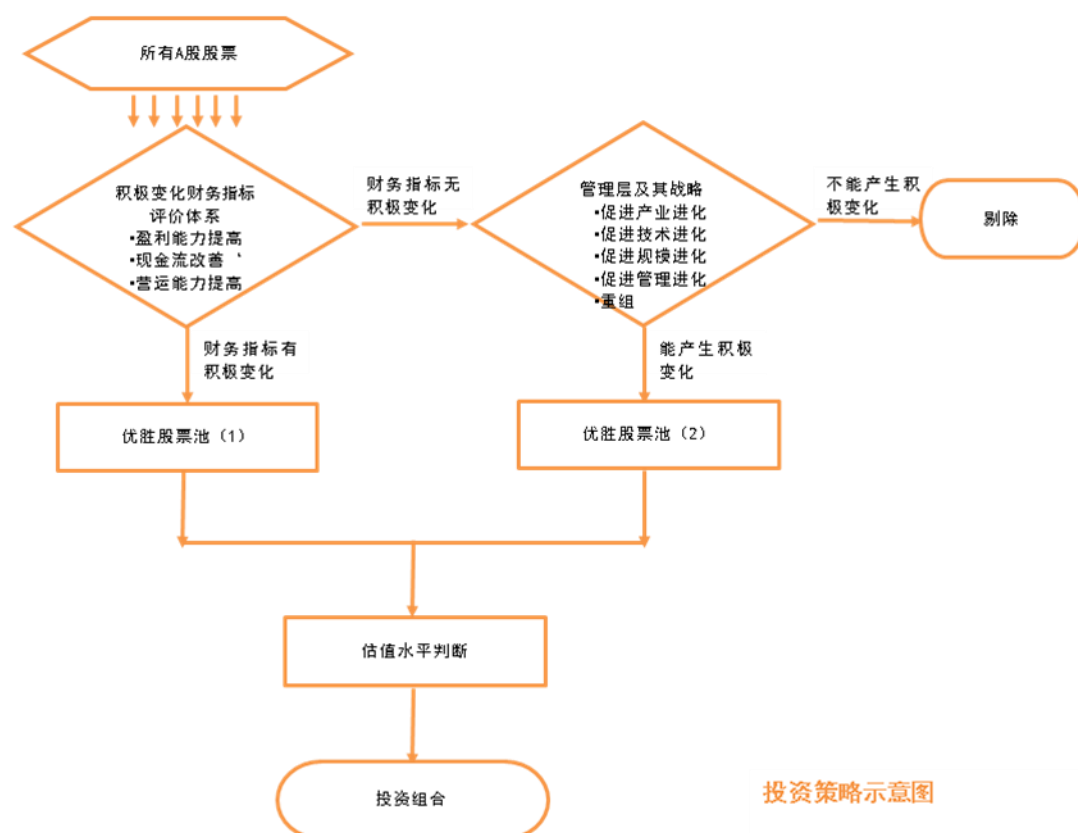 所有A股股票
积极变化财务指标
评价体系
▪盈利能力提高
▪现金流改善 、
▪营运能力提高
财务指标无
积极变化
管理层及其战略
▪促进产业进化
▪促进技术进化
▪促进规模进化
▪促进管理进化
▪重组
不能产生积
极变化
剔除
财务指标有
积极变化
能产生积极
变化
优胜股票池（1）
优胜股票池（2）
估值水平判断
投资组合
投资策略示意图